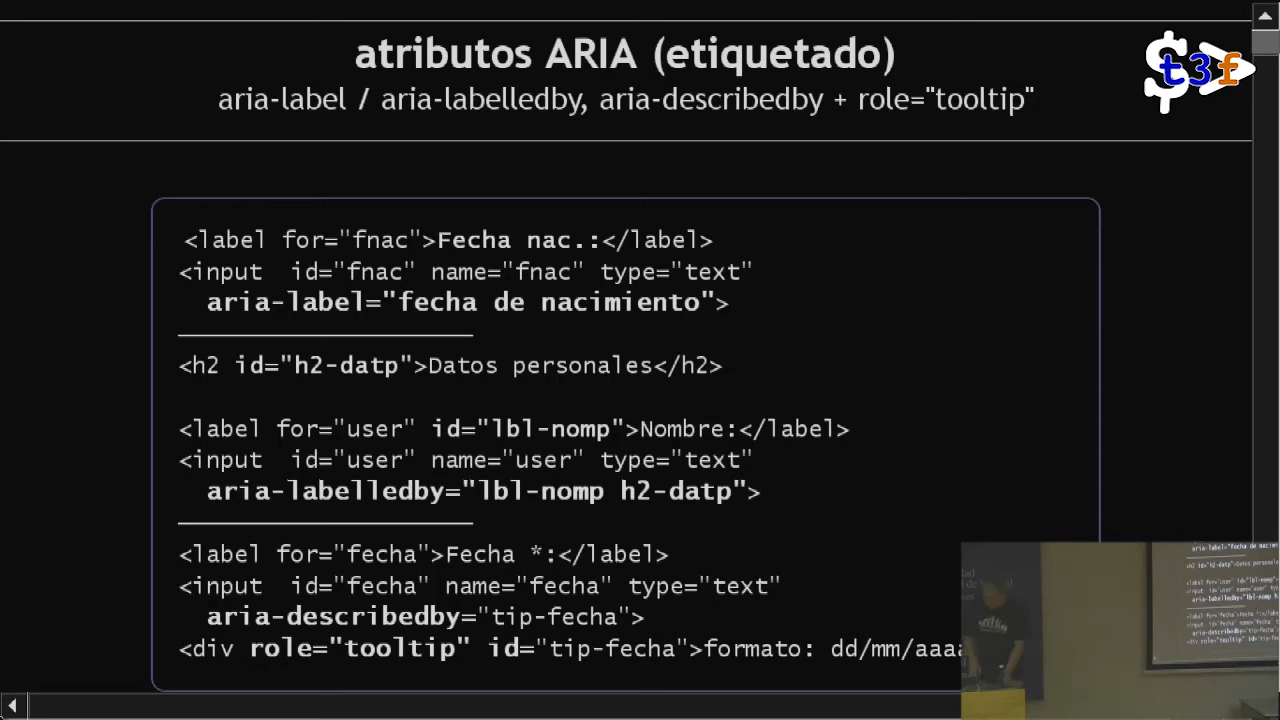 atributos ARIA (etiquetado)
aria-label / aria-labelledby, aria-describedby + role="tooltip"
$t3f
<label for="fnac">Fecha nac.:</label>
<input  id="fnac" name="fnac" type="text"
aria-label="fecha de nacimiento">
<h2 id="h2-datp">Datos personales</h2>
<label for="user" id="lbl-nomp">Nombre:</label>
<input  id="user" name="user" type="text"
aria-labelledby="lbl-nomp h2-datp">
<label for="fecha">Fecha *:</label>
<input  id="fecha" name="fecha" type="text"
aria-describedby="tip-fecha">
<div role="tooltip" id="tip-fecha">formato: dd/mm/aaaa